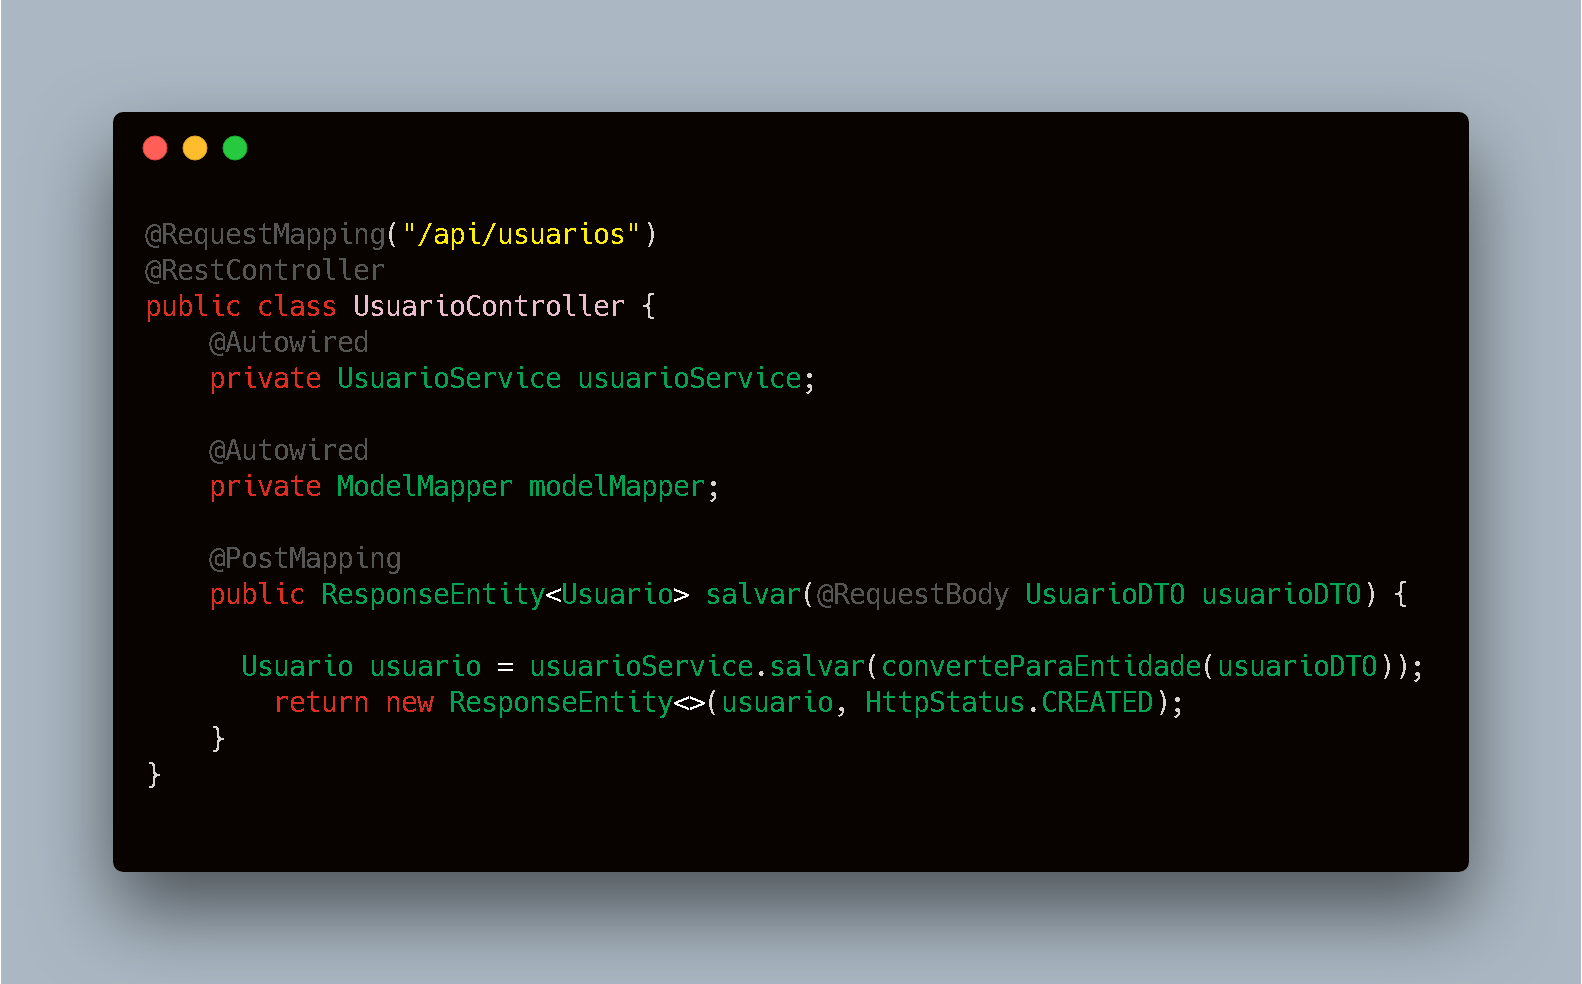 @RequestMapping("/api/usuarios")
@RestController
public class UsuarioController {
    @Autowired
    private UsuarioService usuarioService;

    @Autowired
    private ModelMapper modelMapper;

    @PostMapping
    public ResponseEntity<Usuario> salvar(@RequestBody UsuarioDTO usuarioDTO) {

      Usuario usuario = usuarioService.salvar(converteParaEntidade(usuarioDTO));
        return new ResponseEntity<>(usuario, HttpStatus.CREATED);
    }
}